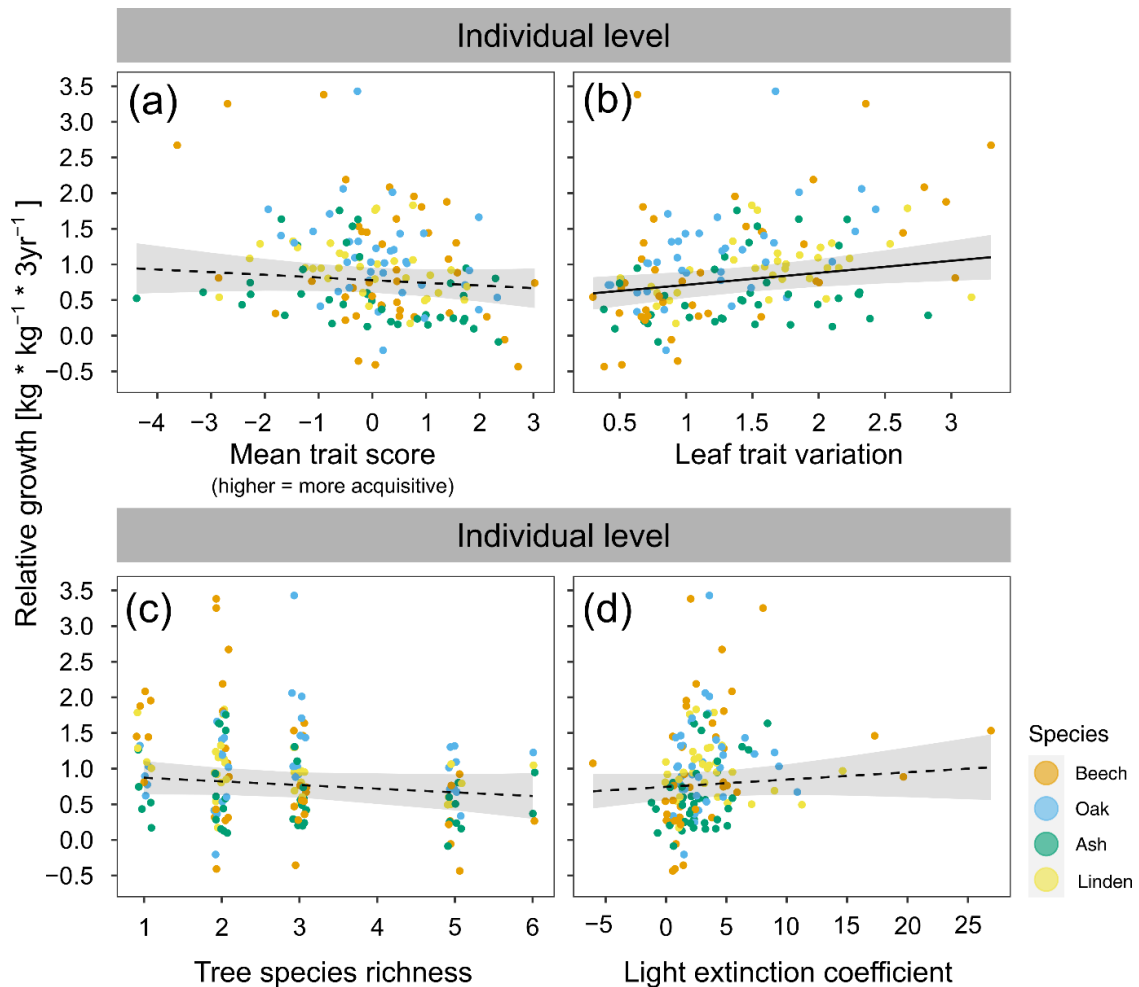 Individual level
Relative growth [kg * kg⁻¹ * 3yr⁻¹ ]
(a)
(b)
3.5
3.0
2.5
2.0
1.5
1.0
0.5
0.0
−0.5
−4 −3 −2 −1 0 1 2 3
0.5 1 1.5 2 2.5 3
Mean trait score
(higher = more acquisitive)
Leaf trait variation
Individual level
(c)
(d)
3.5
3.0
2.5
2.0
1.5
1.0
0.5
0.0
−0.5
1 2 3 4 5 6
−5 0 5 10 15 20 25
Tree species richness
Light extinction coefficient
Species
Beech
Oak
Ash
Linden